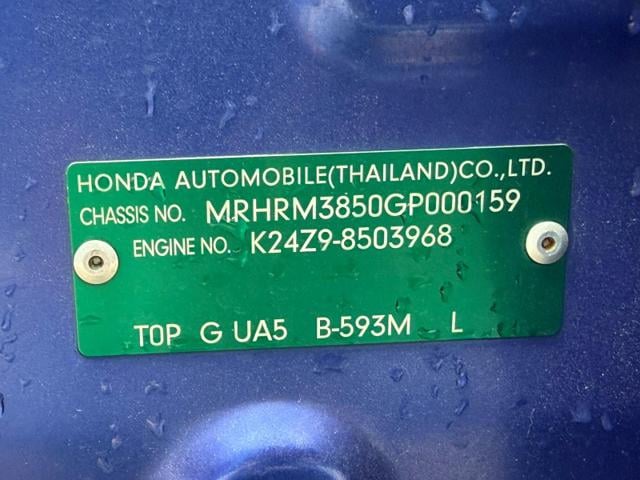 HONDA AUTOMOBILE(THAILAND)CO.,LTD.
CHASSIS NO. MRHRM3850GP000159
ENGINE NO. K24Z9-8503968
TOP G UA5 B-593M L